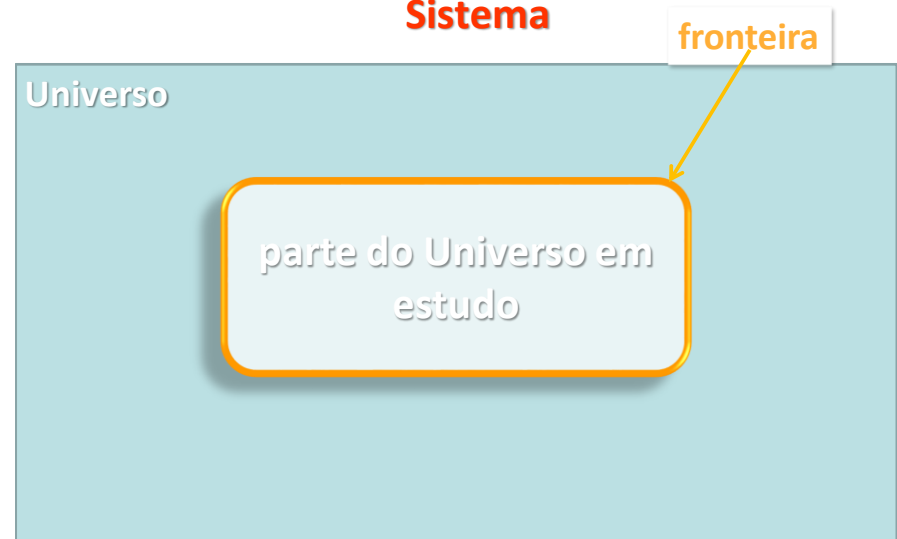 Sistema
fronteira
Universo
parte do Universo em
estudo